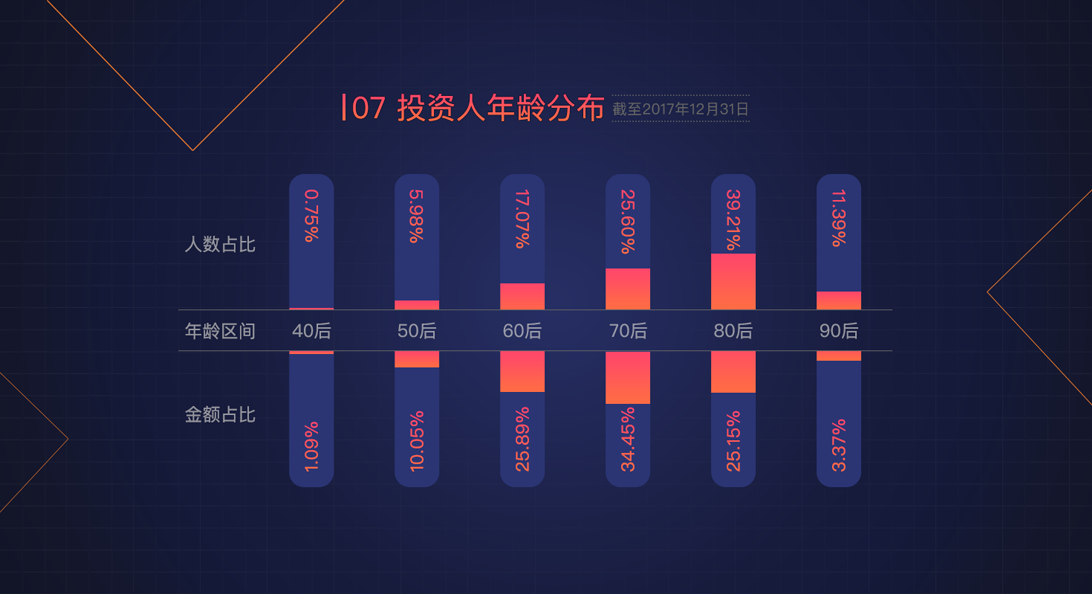 07 投资人年龄分布 截至2017年12月31日
人数占比 0.75% 5.98% 17.07% 25.60% 39.21% 11.39%
年龄区间 40后 50后 60后 70后 80后 90后
金额占比 1.09% 10.05% 25.89% 34.45% 25.15% 3.37%